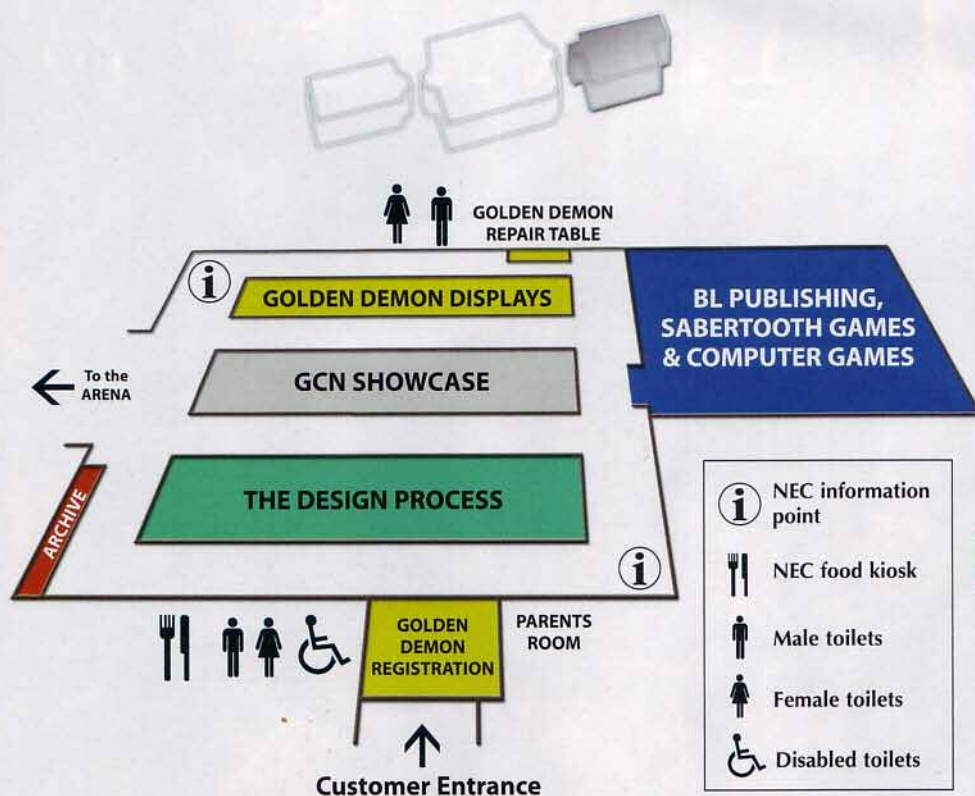 GOLDEN DEMON
REPAIR TABLE
GOLDEN DEMON DISPLAYS
BL PUBLISHING,
SABERTOOTH GAMES
& COMPUTER GAMES
To the
ARENA
GCN SHOWCASE
ARCHIVE
THE DESIGN PROCESS
NEC information
point
NEC food kiosk
Male toilets
Female toilets
Disabled toilets
GOLDEN
DEMON
REGISTRATION
PARENTS
ROOM
Customer Entrance